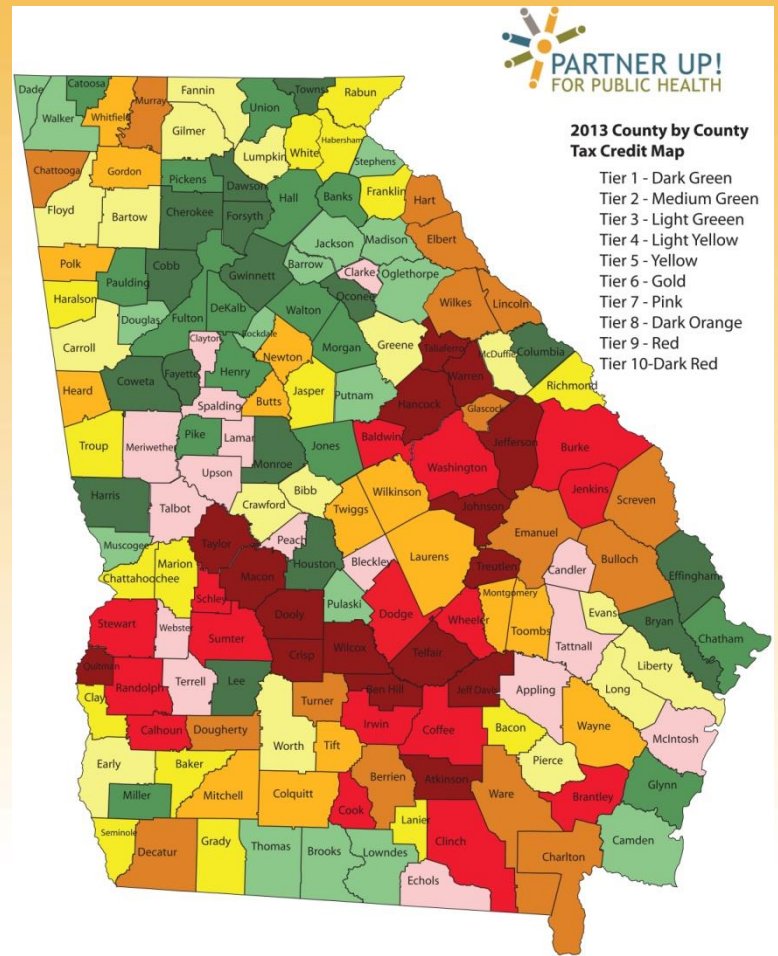 PARTNER UP!
FOR PUBLIC HEALTH
2013 County by County
Tax Credit Map
Tier 1 - Dark Green
Tier 2 - Medium Green
Tier 3 - Light Greeen
Tier 4 - Light Yellow
Tier 5 - Yellow
Tier 6 - Gold
Tier 7 - Pink
Tier 8 - Dark Orange
Tier 9 - Red
Tier 10-Dark Red
Dade
Catoosa
Walker
Whitfield
Murray
Fannin
Union
Towns
Rabun
Gilmer
Chattooga
Gordon
Lumpkin
White
Habersham
Stephens
Pickens
Dawson
Floyd
Bartow
Cherokee
Forsyth
Hall
Banks
Franklin
Hart
Polk
Paulding
Cobb
Gwinnett
Jackson
Madison
Elbert
Barrow
Clarke
Oglethorpe
Haralson
Douglas
Fulton
DeKalb
Walton
Oconee
Wilkes
Lincoln
Carroll
Clayton
Rockdale
Newton
Morgan
Greene
Taliaferro
McDuffie
Columbia
Heard
Coweta
Fayette
Henry
Butts
Jasper
Putnam
Hancock
Warren
Richmond
Spalding
Glascock
Troup
Meriwether
Pike
Lamar
Monroe
Jones
Baldwin
Washington
Jefferson
Burke
Upson
Harris
Talbot
Crawford
Bibb
Twiggs
Wilkinson
Johnson
Jenkins
Screven
Muscogee
Taylor
Peach
Houston
Bleckley
Laurens
Emanuel
Chattahoochee
Marion
Macon
Treutlen
Candler
Bulloch
Effingham
Schley
Pulaski
Dodge
Montgomery
Evans
Bryan
Stewart
Webster
Sumter
Dooly
Wheeler
Toombs
Tattnall
Chatham
Quitman
Randolph
Terrell
Lee
Crisp
Wilcox
Telfair
Liberty
Long
Clay
Turner
Ben Hill
Jeff Davi
Appling
Calhoun
Dougherty
Worth
Irwin
Coffee
Bacon
Wayne
McIntosh
Early
Baker
Tift
Pierce
Miller
Mitchell
Colquitt
Berrien
Atkinson
Ware
Brantley
Glynn
Cook
Lanier
Seminole
Decatur
Grady
Thomas
Brooks
Lowndes
Clinch
Camden
Echols
Charlton